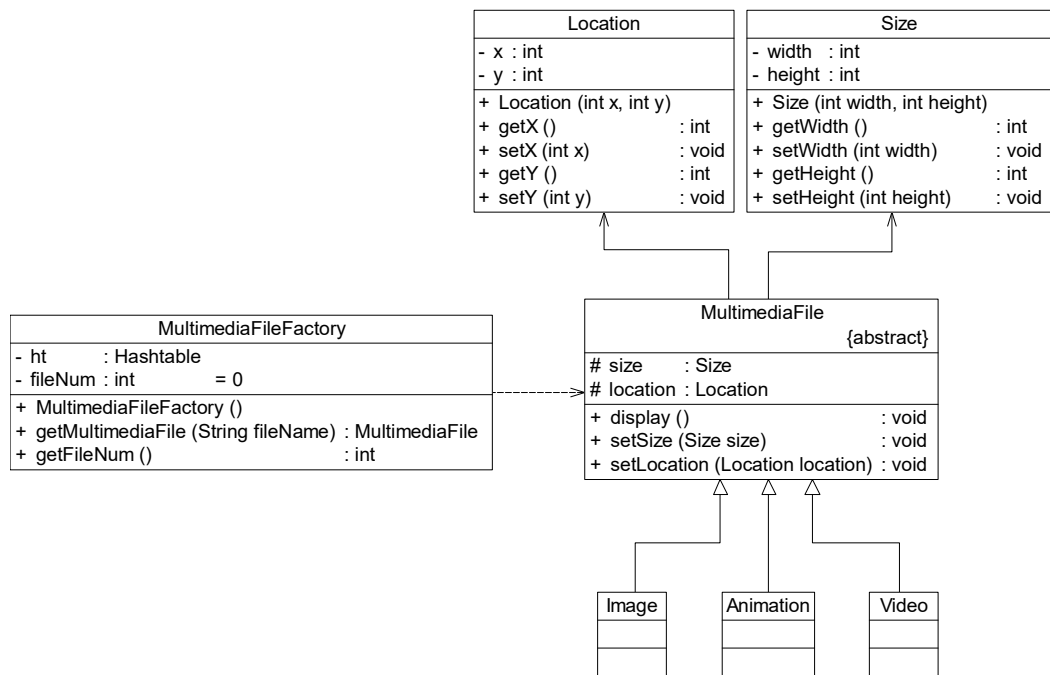 Location
- x : int
- y : int
+ Location (int x, int y)
+ getX () : int
+ setX (int x) : void
+ getY () : int
+ setY (int y) : void
Size
- width : int
- height : int
+ Size (int width, int height)
+ getWidth () : int
+ setWidth (int width) : void
+ getHeight () : int
+ setHeight (int height) : void
MultimediaFileFactory
- ht : Hashtable
- fileNum : int = 0
+ MultimediaFileFactory ()
+ getMultimediaFile (String fileName) : MultimediaFile
+ getFileNum () : int
MultimediaFile
{abstract}
# size : Size
# location : Location
+ display () : void
+ setSize (Size size) : void
+ setLocation (Location location) : void
Image
Animation
Video